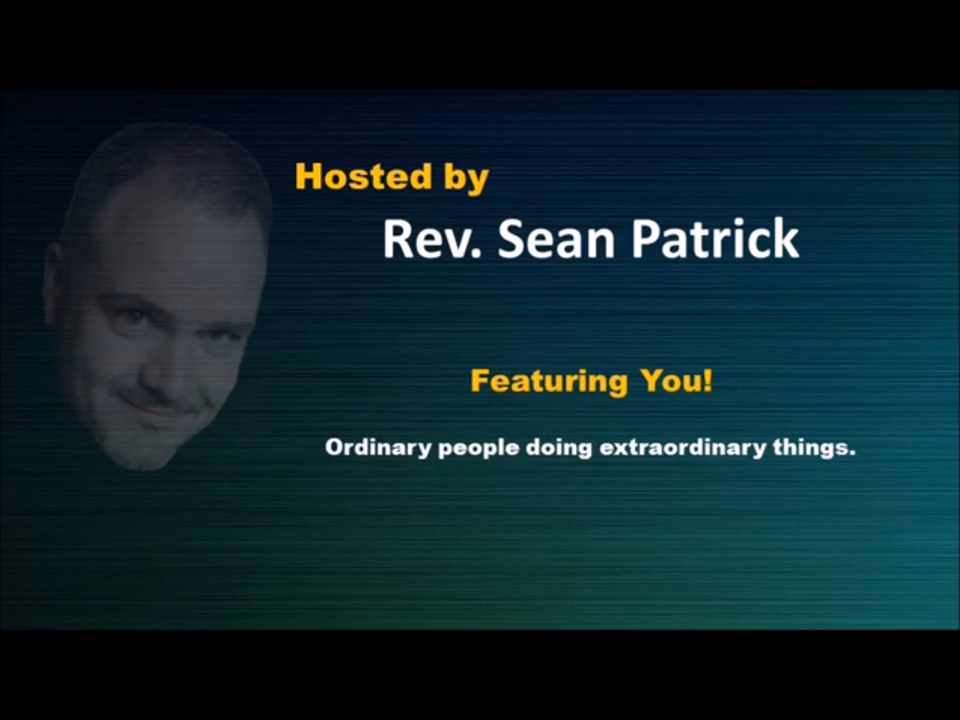 Hosted by
Rev. Sean Patrick
Featuring You!
Ordinary people doing extraordinary things.